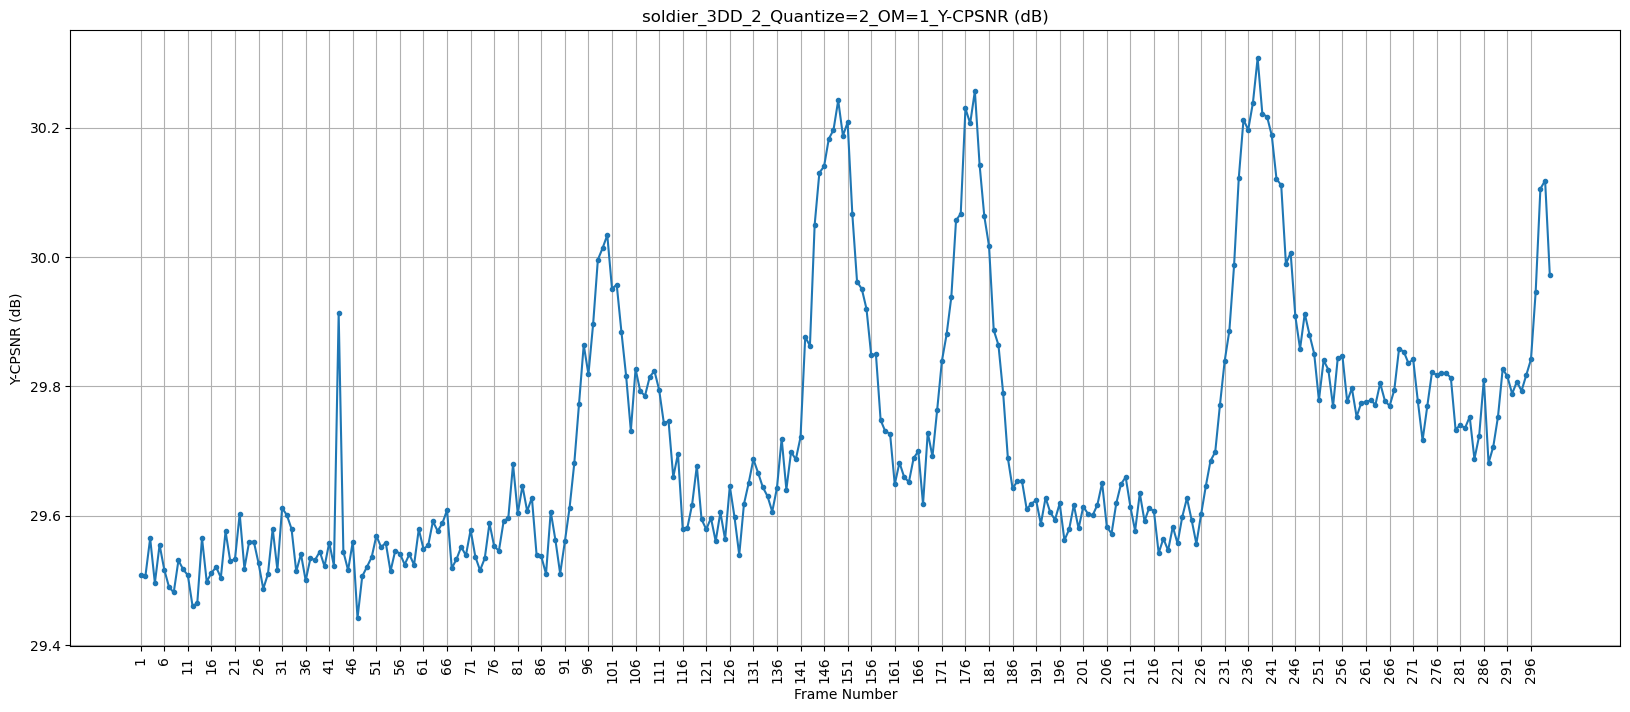 soldier_3DD_2_Quantize=2_OM=1_Y-CPSNR (dB)
Y-CPSNR (dB)
30.2
30.0
29.8
29.6
29.4
1 6 11 16 21 26 31 36 41 46 51 56 61 66 71 76 81 86 91 96 101 106 111 116 121 126 131 136 141 146 151 156 161 166 171 176 181 186 191 196 201 206 211 216 221 226 231 236 241 246 251 256 261 266 271 276 281 286 291 296
Frame Number